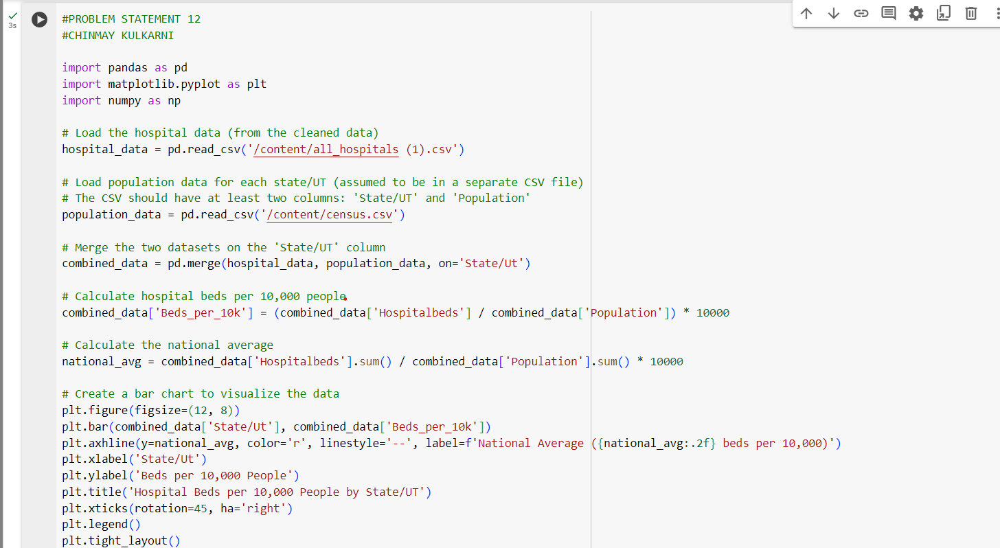 3s
#PROBLEM STATEMENT 12
#CHINMAY KULKARNI
import pandas as pd
import matplotlib.pyplot as plt
import numpy as np
# Load the hospital data (from the cleaned data)
hospital_data = pd.read_csv('/content/all_hospitals (1).csv')
# Load population data for each state/UT (assumed to be in a separate CSV file)
# The CSV should have at least two columns: 'State/UT' and 'Population'
population_data = pd.read_csv('/content/census.csv')
# Merge the two datasets on the 'State/UT' column
combined_data = pd.merge(hospital_data, population_data, on='State/Ut')
# Calculate hospital beds per 10,000 people
combined_data['Beds_per_10k'] = (combined_data['Hospitalbeds'] / combined_data['Population']) * 10000
# Calculate the national average
national_avg = combined_data['Hospitalbeds'].sum() / combined_data['Population'].sum() * 10000
# Create a bar chart to visualize the data
plt.figure(figsize=(12, 8))
plt.bar(combined_data['State/Ut'], combined_data['Beds_per_10k'])
plt.axhline(y=national_avg, color='r', linestyle='--', label=f'National Average ({national_avg:.2f} beds per 10,000)')
plt.xlabel('State/Ut')
plt.ylabel('Beds per 10,000 People')
plt.title('Hospital Beds per 10,000 People by State/UT')
plt.xticks(rotation=45, ha='right')
plt.legend()
plt.tight_layout()